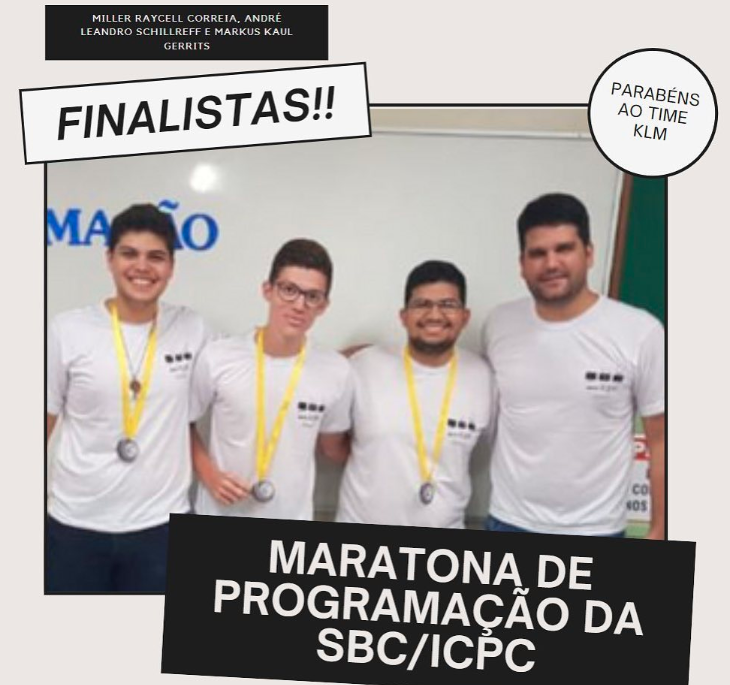 MILLER RAYCELL CORREIA, ANDRÉ
LEANDRO SCHILLREFF E MARKUS KAUL
GERRITS
FINALISTAS!!
PARABÉNS
AO TIME
KLM
MARATONA DE
PROGRAMAÇÃO DA
SBC/ICPC